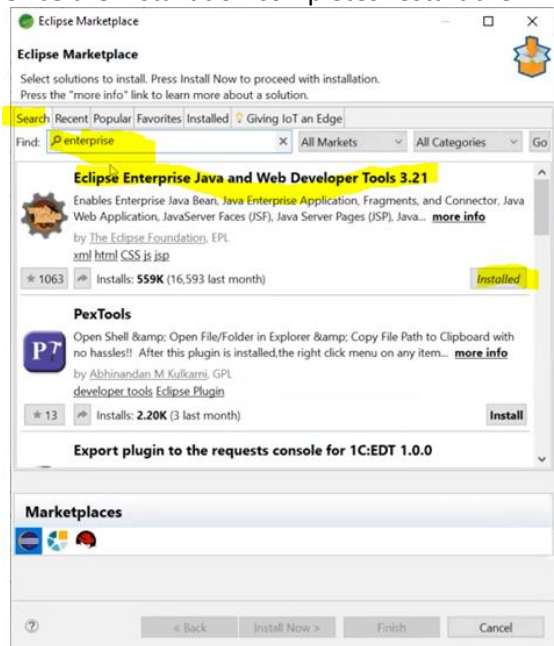 Eclipse Marketplace
Eclipse Marketplace
Select solutions to install. Press Install Now to proceed with installation.
Press the "more info" link to learn more about a solution.
Search Recent Popular Favorites Installed Giving IoT an Edge
Find: enterprise All Markets All Categories Go
Eclipse Enterprise Java and Web Developer Tools 3.21
Enables Enterprise Java Bean, Java Enterprise Application, Fragments, and Connector, Java
Web Application, JavaServer Faces (JSF), Java Server Pages (JSP), Java... more info
by The Eclipse Foundation, EPL
xml html CSS js jsp
1063 Installs: 559K (16,593 last month) Installed
PexTools
Open Shell &amp; Open File/Folder in Explorer &amp; Copy File Path to Clipboard with
no hassles!! After this plugin is installed,the right click menu on any item... more info
by Abhinandan M Kulkarni, GPL
developer tools Eclipse Plugin
13 Installs: 2.20K (3 last month) Install
Export plugin to the requests console for 1C:EDT 1.0.0
Marketplaces
< Back Install Now > Finish Cancel